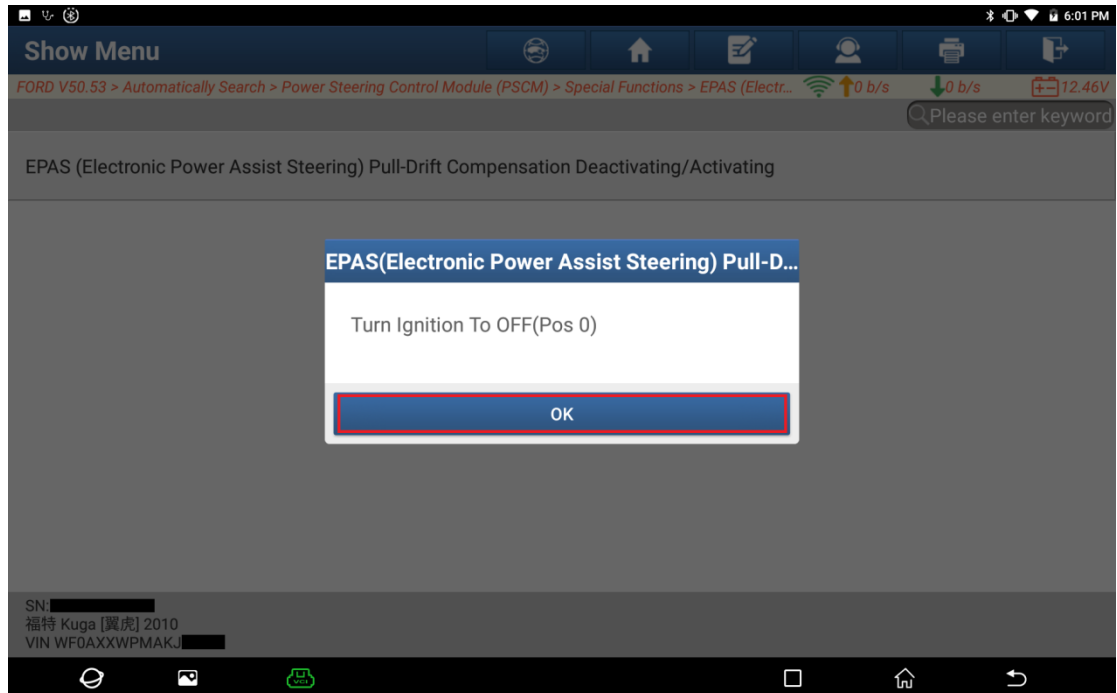 6:01 PM
Show Menu
FORD V50.53 > Automatically Search > Power Steering Control Module (PSCM) > Special Functions > EPAS (Electr... 0 b/s 0 b/s 12.46V
Please enter keyword
EPAS (Electronic Power Assist Steering) Pull-Drift Compensation Deactivating/Activating
EPAS(Electronic Power Assist Steering) Pull-D...
Turn Ignition To OFF(Pos 0)
OK
SN:
福特 Kuga [翼虎] 2010
VIN WF0AXXWPMAKJ
VCI